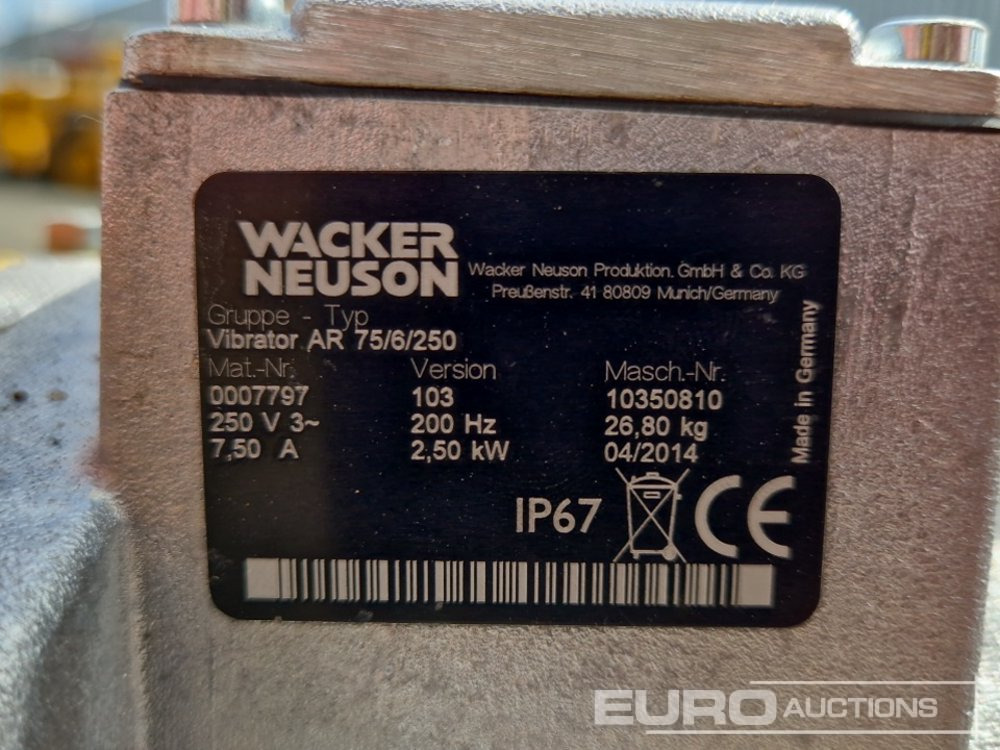 WACKER
NEUSON
Wacker Neuson Produktion. GmbH & Co. KG
Preußenstr. 41 80809 Munich/Germany
Gruppe - Typ
Vibrator AR 75/6/250
Mat.-Nr. Version Masch.-Nr.
0007797 103 10350810
250 V 3~ 200 Hz 26,80 kg
7,50 A 2,50 kW 04/2014
Made in Germany
IP67 CE
EURO AUCTIONS